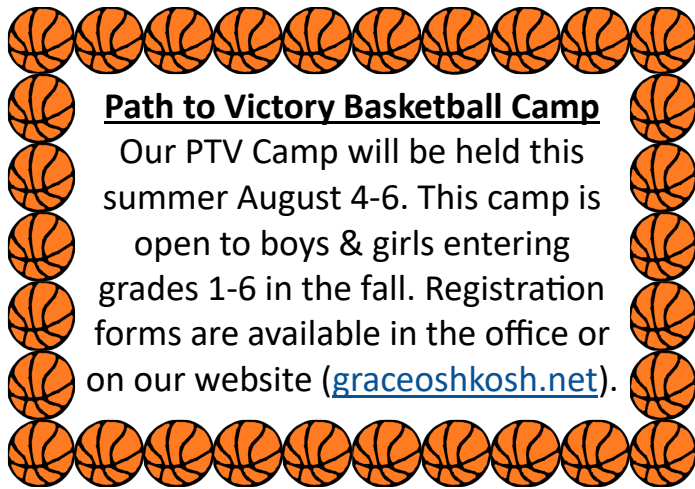 Path to Victory Basketball Camp
Our PTV Camp will be held this
summer August 4-6. This camp is
open to boys & girls entering
grades 1-6 in the fall. Registration
forms are available in the office or
on our website (graceoshkosh.net).